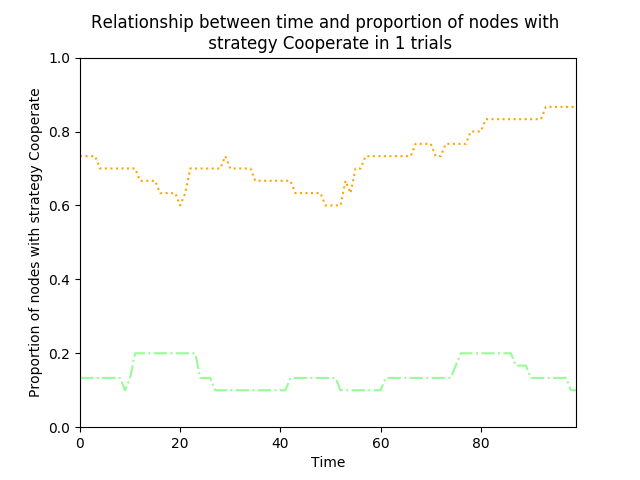 Relationship between time and proportion of nodes with
strategy Cooperate in 1 trials
Proportion of nodes with strategy Cooperate
1.0
0.8
0.6
0.4
0.2
0.0
0
20
40
60
80
Time